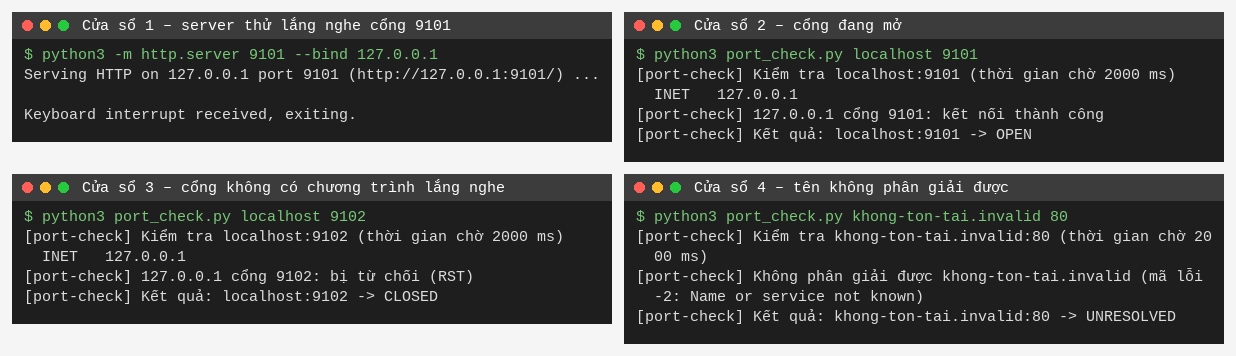 Cửa sổ 1 – server thử lắng nghe cổng 9101
$ python3 -m http.server 9101 --bind 127.0.0.1
Serving HTTP on 127.0.0.1 port 9101 (http://127.0.0.1:9101/) ...
Keyboard interrupt received, exiting.
Cửa sổ 2 – cổng đang mở
$ python3 port_check.py localhost 9101
[port-check] Kiểm tra localhost:9101 (thời gian chờ 2000 ms)
  INET   127.0.0.1
[port-check] 127.0.0.1 cổng 9101: kết nối thành công
[port-check] Kết quả: localhost:9101 -> OPEN
Cửa sổ 3 – cổng không có chương trình lắng nghe
$ python3 port_check.py localhost 9102
[port-check] Kiểm tra localhost:9102 (thời gian chờ 2000 ms)
  INET   127.0.0.1
[port-check] 127.0.0.1 cổng 9102: bị từ chối (RST)
[port-check] Kết quả: localhost:9102 -> CLOSED
Cửa sổ 4 – tên không phân giải được
$ python3 port_check.py khong-ton-tai.invalid 80
[port-check] Kiểm tra khong-ton-tai.invalid:80 (thời gian chờ 20
  00 ms)
[port-check] Không phân giải được khong-ton-tai.invalid (mã lỗi
  -2: Name or service not known)
[port-check] Kết quả: khong-ton-tai.invalid:80 -> UNRESOLVED